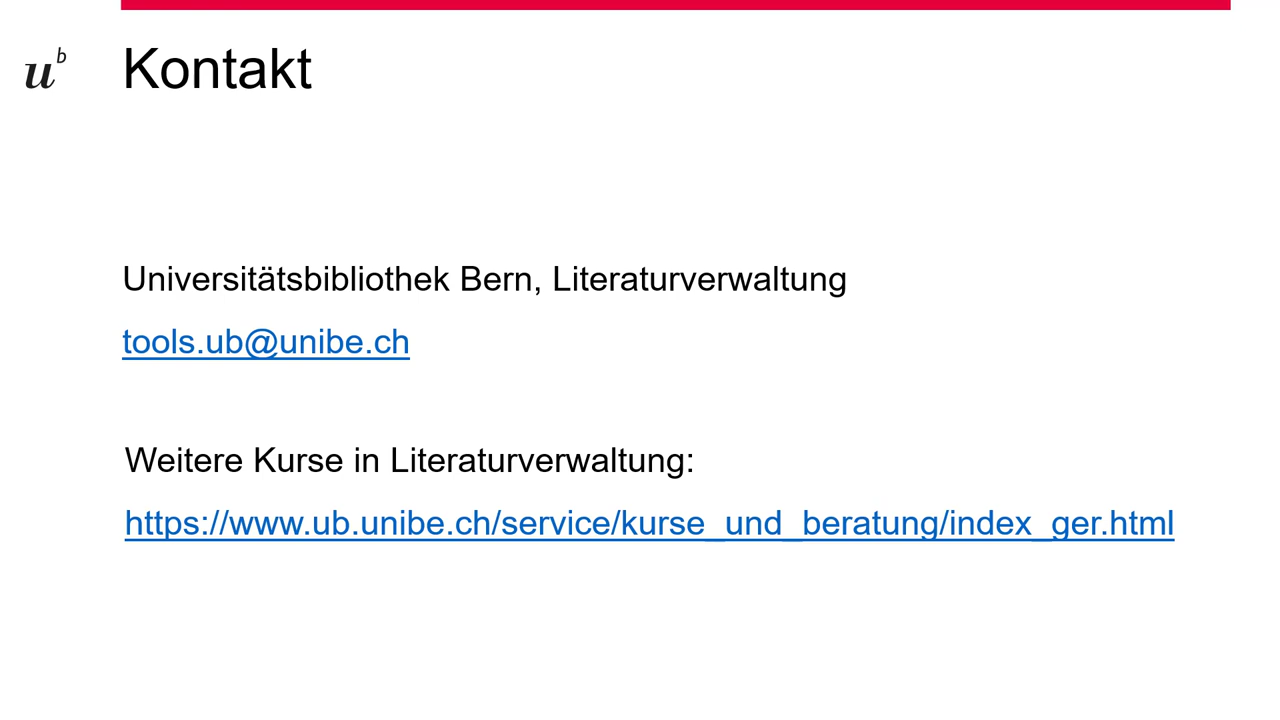 u b
Kontakt
Universitätsbibliothek Bern, Literaturverwaltung
tools.ub@unibe.ch
Weitere Kurse in Literaturverwaltung:
https://www.ub.unibe.ch/service/kurse_und_beratung/index_ger.html